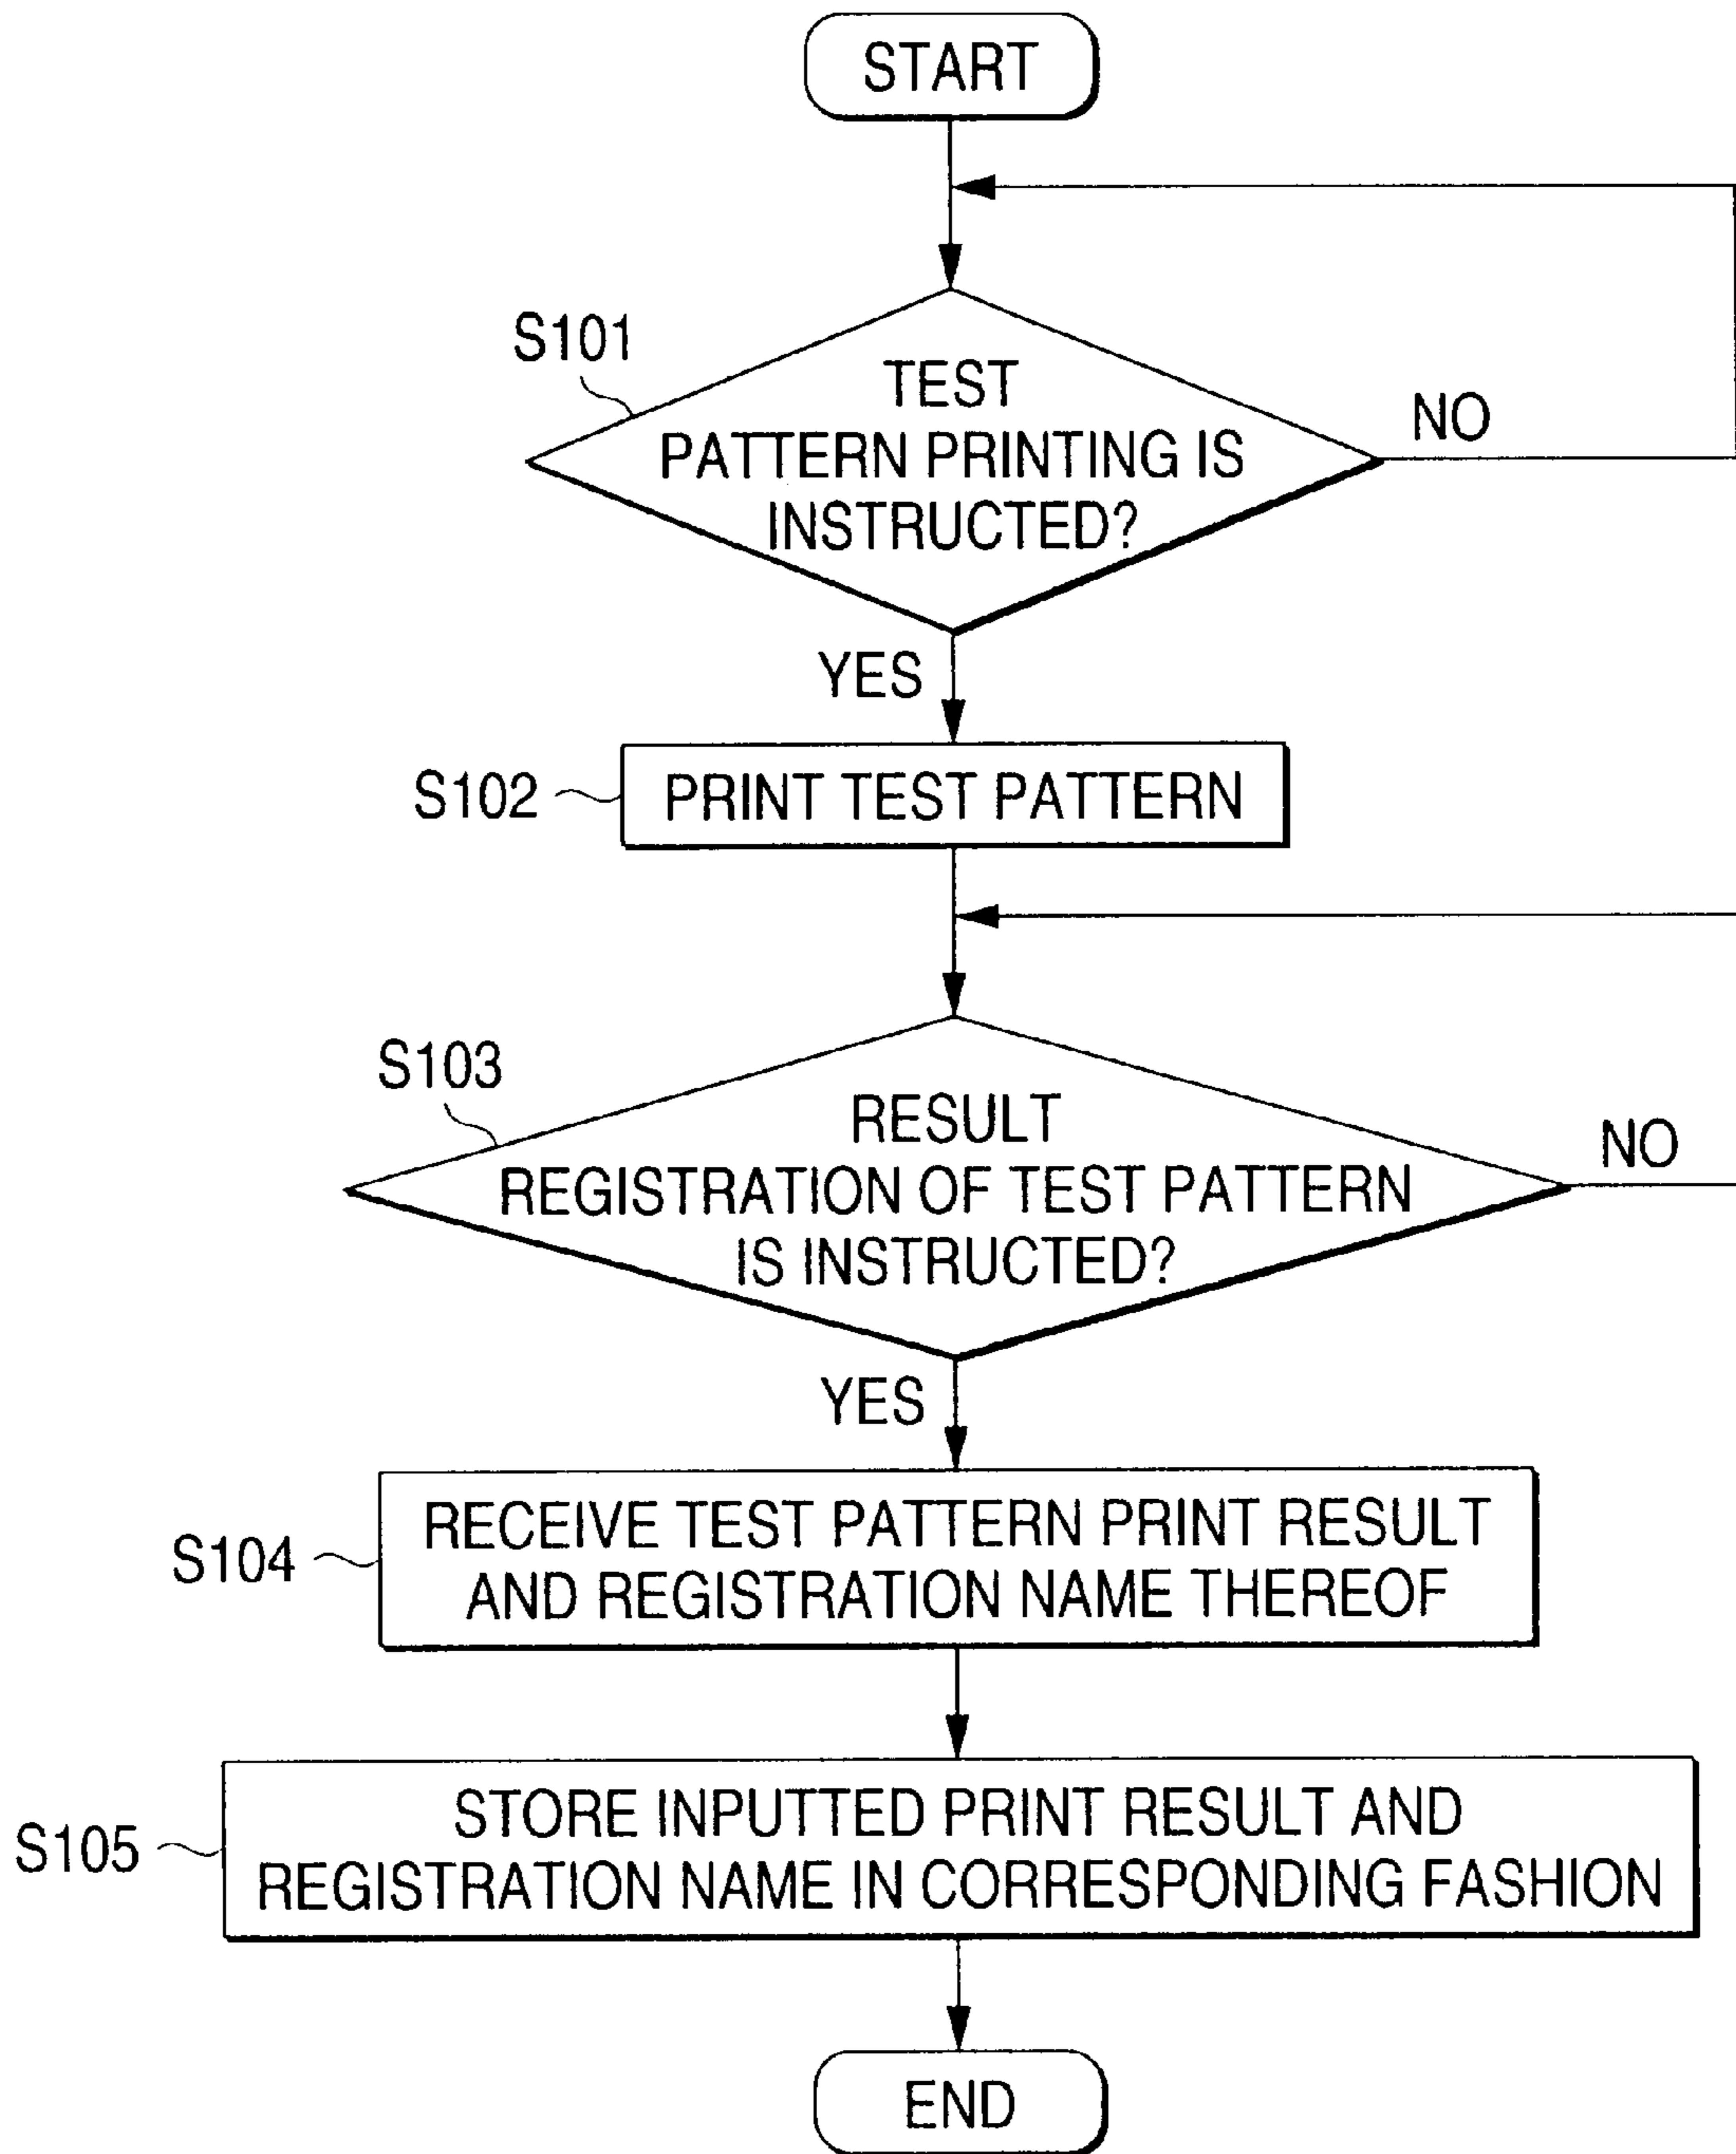 START
S101
TEST
PATTERN PRINTING IS
INSTRUCTED?
NO
YES
S102
PRINT TEST PATTERN
S103
RESULT
REGISTRATION OF TEST PATTERN
IS INSTRUCTED?
NO
YES
S104
RECEIVE TEST PATTERN PRINT RESULT
AND REGISTRATION NAME THEREOF
S105
STORE INPUTTED PRINT RESULT AND
REGISTRATION NAME IN CORRESPONDING FASHION
END